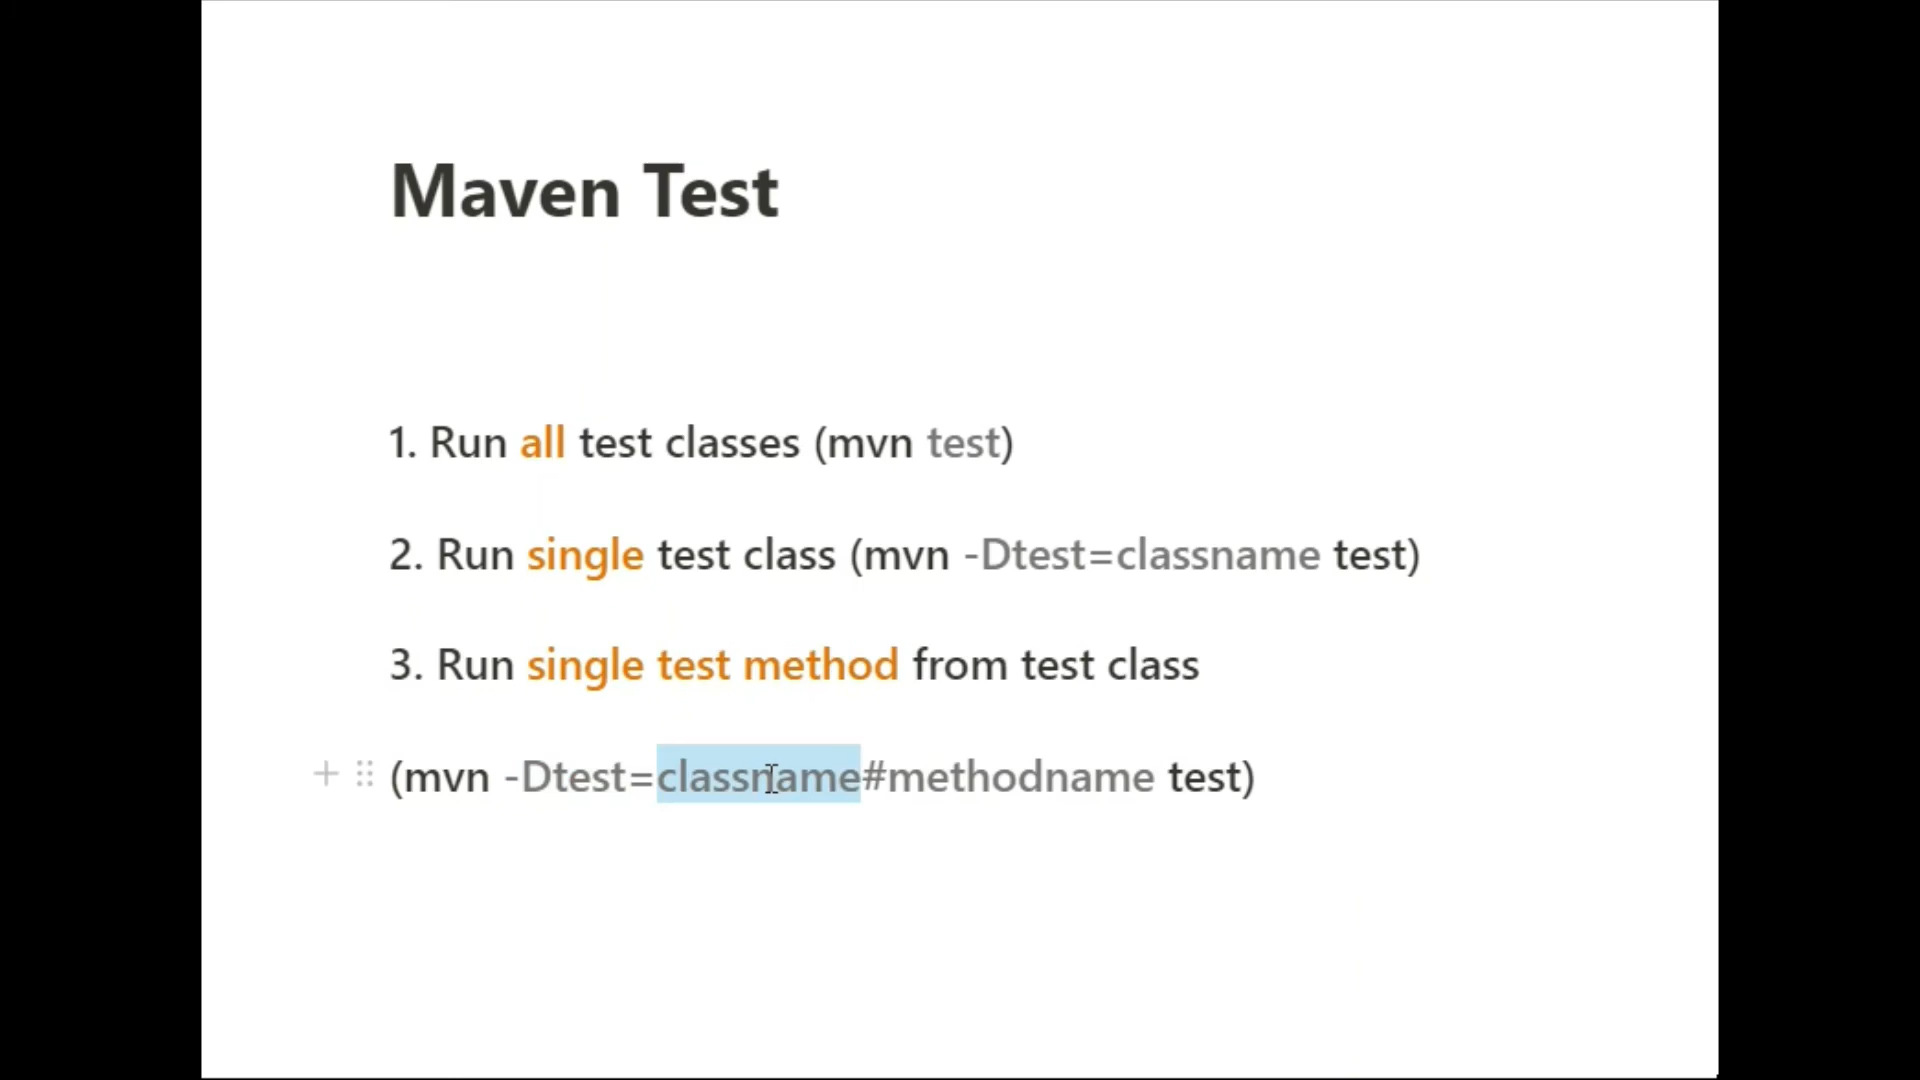 Maven Test
1. Run all test classes (mvn test)
2. Run single test class (mvn -Dtest=classname test)
3. Run single test method from test class
(mvn -Dtest=classname#methodname test)